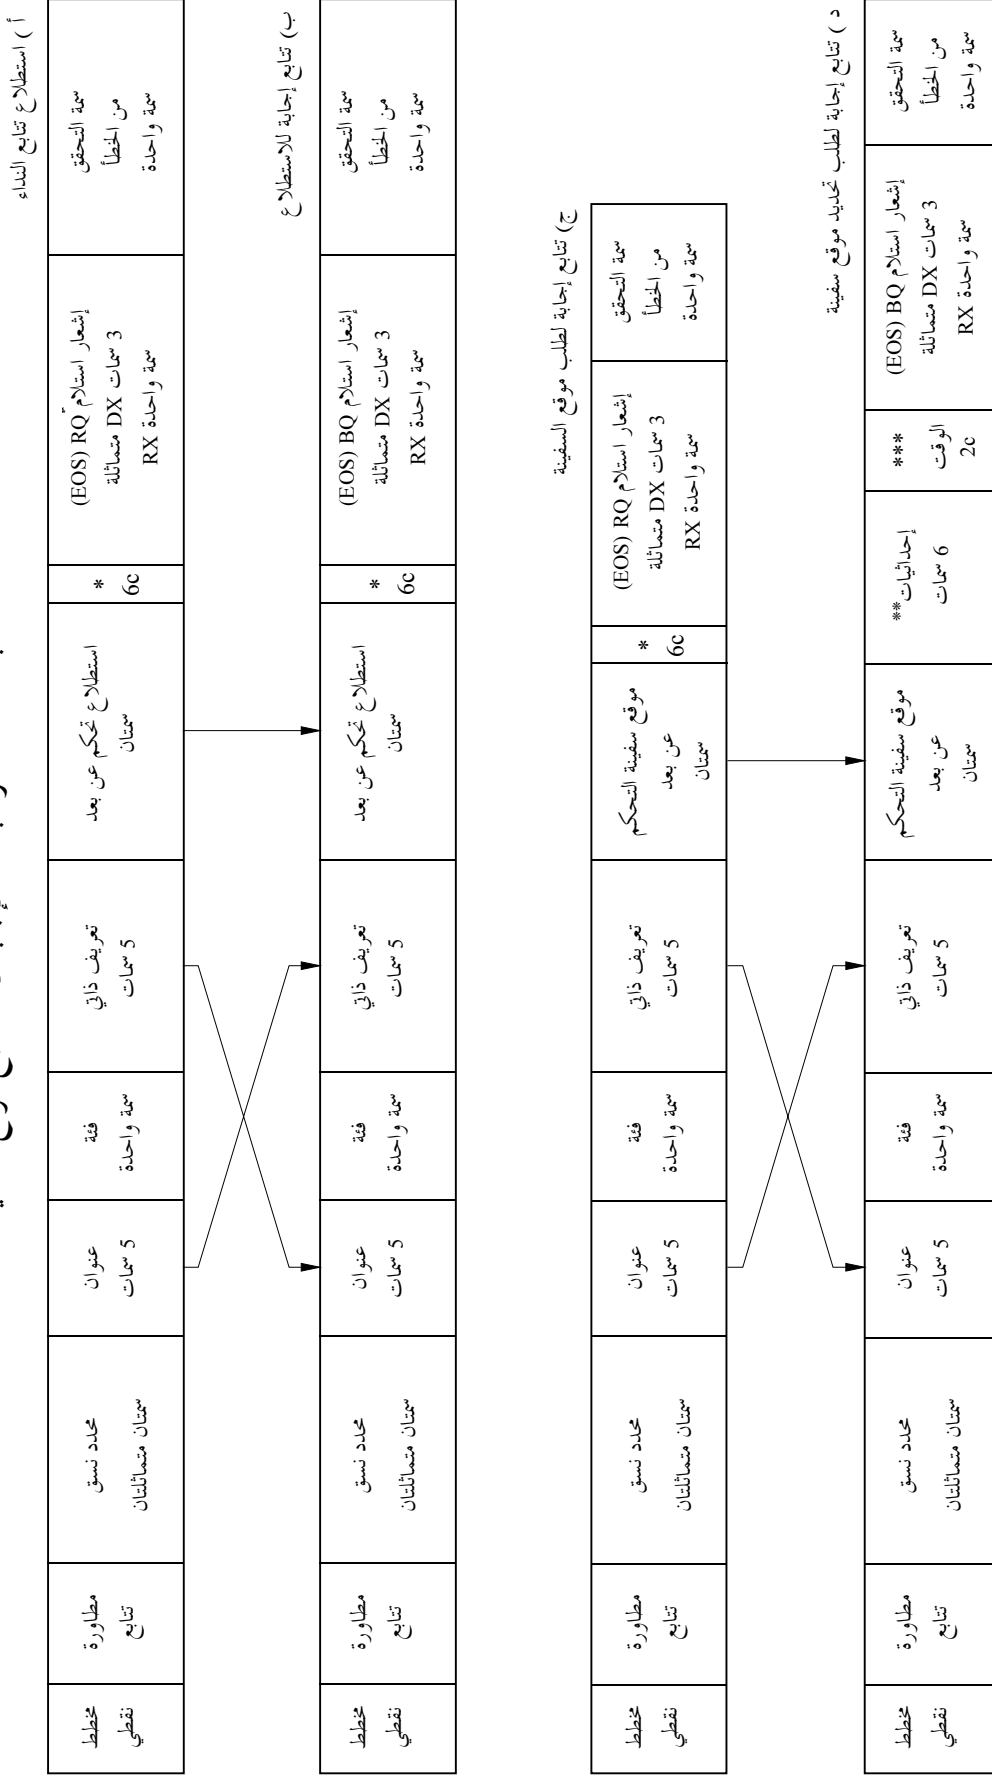 أ ) استطلاع تتابع النداء
مخطط
نقطي
تتابع
مطاورة
محدد نسق
سمتان متماثلتان
عنوان
5 سمات
فئة
سمة واحدة
تعريف ذاتي
5 سمات
استطلاع تحكم عن بعد
سمتان
*
6c
إشعار استلام RQ (EOS)
3 سمات DX متماثلة
سمة واحدة RX
سمة التحقق
من الخطأ
سمة واحدة
ب) تتابع إجابة للاستطلاع
مخطط
نقطي
مطاورة
تتابع
محدد نسق
سمتان متماثلتان
عنوان
5 سمات
فئة
سمة واحدة
تعريف ذاتي
5 سمات
استطلاع تحكم عن بعد
سمتان
*
6c
إشعار استلام BQ (EOS)
3 سمات DX متماثلة
سمة واحدة RX
سمة التحقق
من الخطأ
سمة واحدة
ج) تتابع إجابة لطلب موقع السفينة
مخطط
نقطي
مطاورة
تتابع
محدد نسق
سمتان متماثلتان
عنوان
5 سمات
فئة
سمة واحدة
تعريف ذاتي
5 سمات
موقع سفينة التحكم
عن بعد
سمتان
*
6c
إشعار استلام RQ (EOS)
3 سمات DX متماثلة
سمة واحدة RX
سمة التحقق
من الخطأ
سمة واحدة
د ) تتابع إجابة لطلب تحديد موقع سفينة
مخطط
نقطي
مطاورة
تتابع
محدد نسق
سمتان متماثلتان
عنوان
5 سمات
فئة
سمة واحدة
تعريف ذاتي
5 سمات
موقع سفينة التحكم
عن بعد
سمتان
إحداثيات**
6 سمات
***
الوقت
2c
إشعار استلام BQ (EOS)
3 سمات DX متماثلة
سمة واحدة RX
سمة التحقق
من الخطأ
سمة واحدة